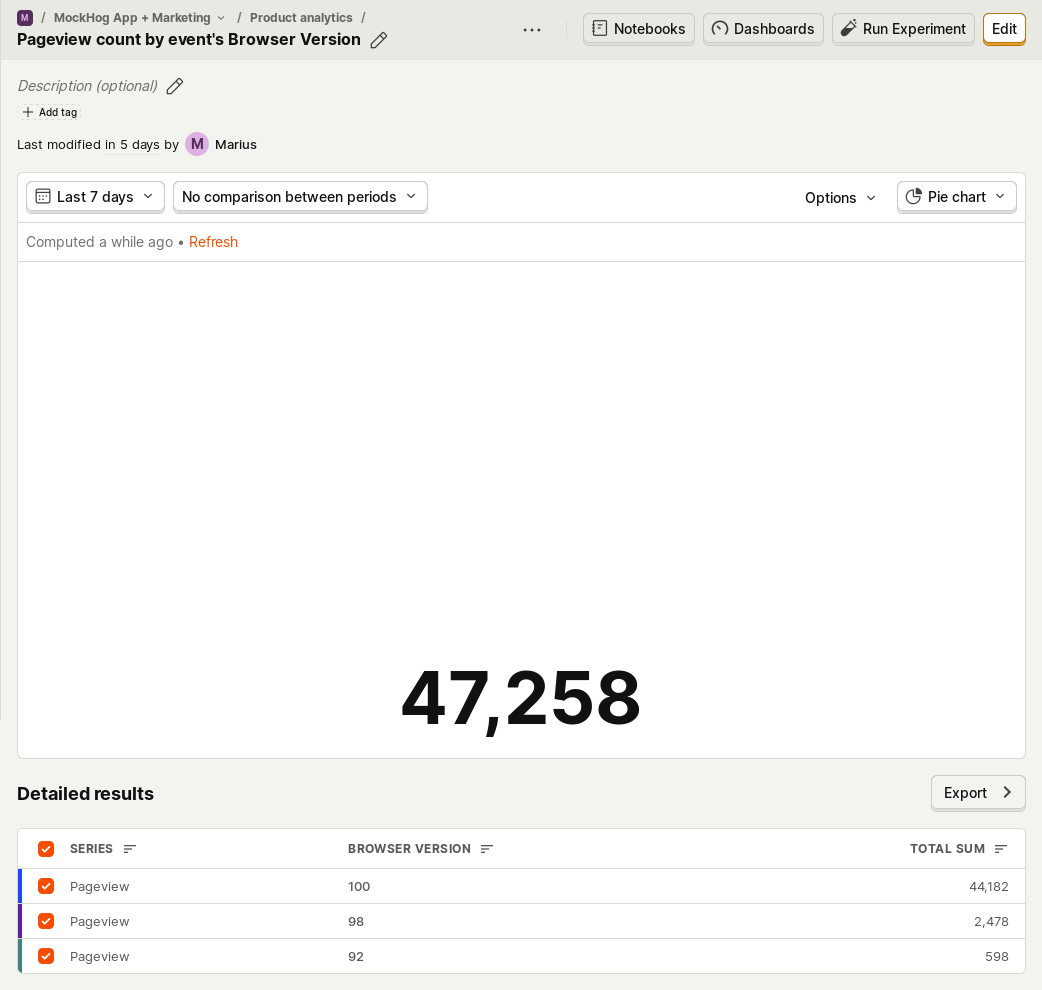 M / MockHog App + Marketing / Product analytics /
Pageview count by event's Browser Version
Notebooks
Dashboards
Run Experiment
Edit
Description (optional)
Add tag
Last modified in 5 days by M Marius
Last 7 days
No comparison between periods
Options
Pie chart
Computed a while ago • Refresh
47,258
Detailed results
Export
SERIES BROWSER VERSION TOTAL SUM
Pageview 100 44,182
Pageview 98 2,478
Pageview 92 598